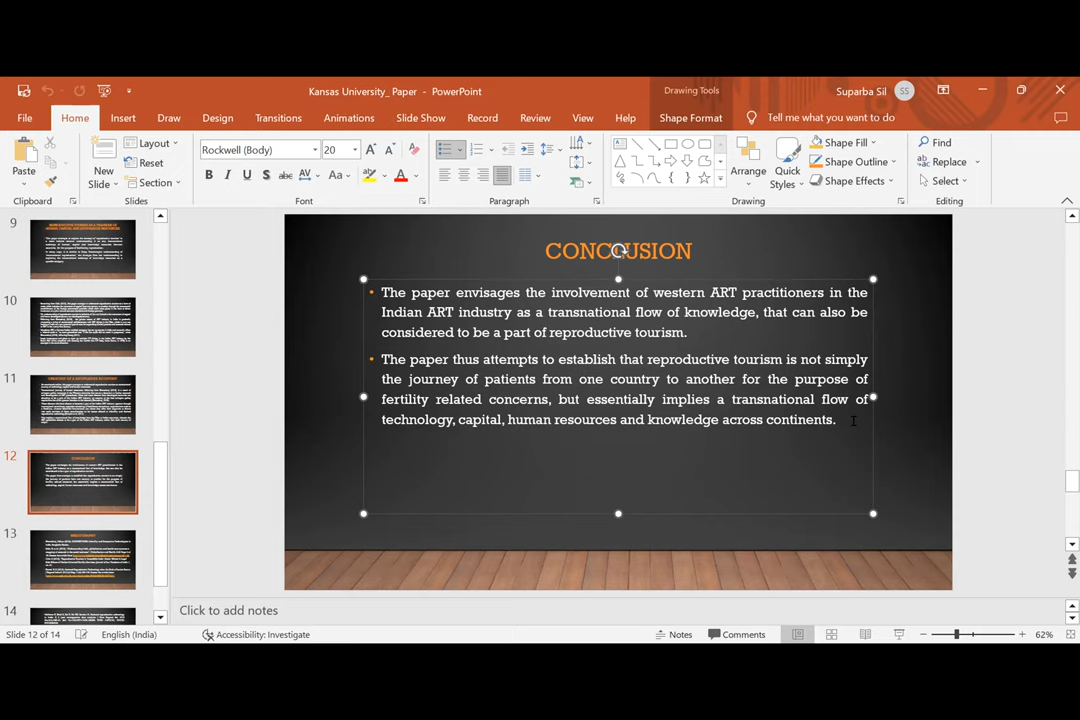 Kansas University_ Paper - PowerPoint
Drawing Tools
Suparba Sil
SS
File Home Insert Draw Design Transitions Animations Slide Show Record Review View Help Shape Format Tell me what you want to do
Paste
Clipboard
New Slide
Layout
Reset
Section
Slides
Rockwell (Body) 20
B I U S abc AV Aa A
Font
Paragraph
Arrange
Quick Styles
Shape Fill
Shape Outline
Shape Effects
Drawing
Find
Replace
Select
Editing
9
10
11
12
13
14
CONCLUSION
• The paper envisages the involvement of western ART practitioners in the
Indian ART industry as a transnational flow of knowledge, that can also be
considered to be a part of reproductive tourism.
• The paper thus attempts to establish that reproductive tourism is not simply
the journey of patients from one country to another for the purpose of
fertility related concerns, but essentially implies a transnational flow of
technology, capital, human resources and knowledge across continents.
Click to add notes
Slide 12 of 14 English (India) Accessibility: Investigate Notes Comments 62%